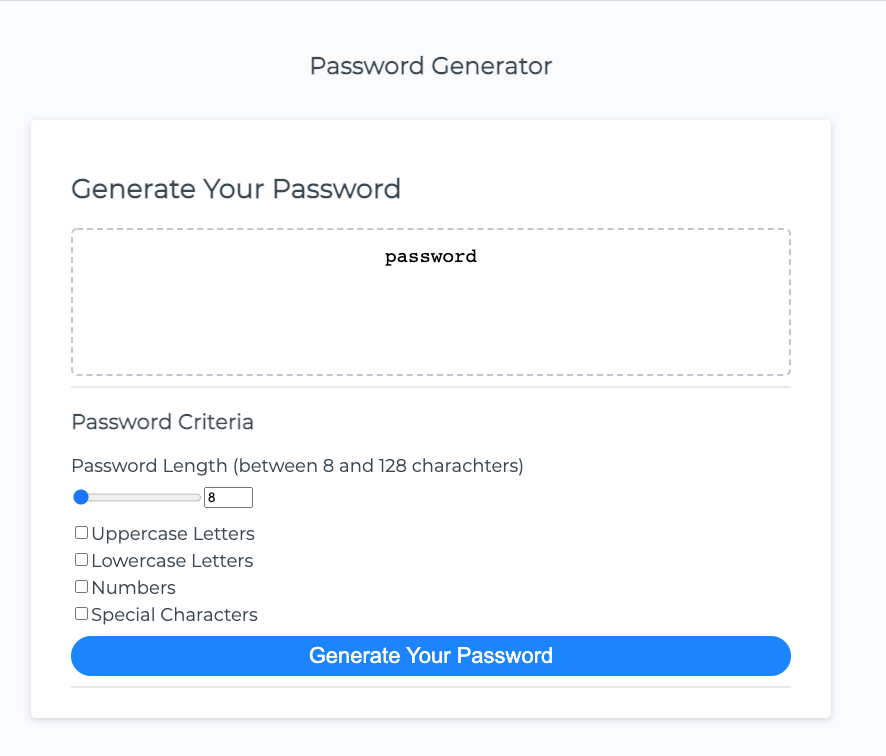 Password Generator
Generate Your Password
password
Password Criteria
Password Length (between 8 and 128 charachters)
8
Uppercase Letters
Lowercase Letters
Numbers
Special Characters
Generate Your Password